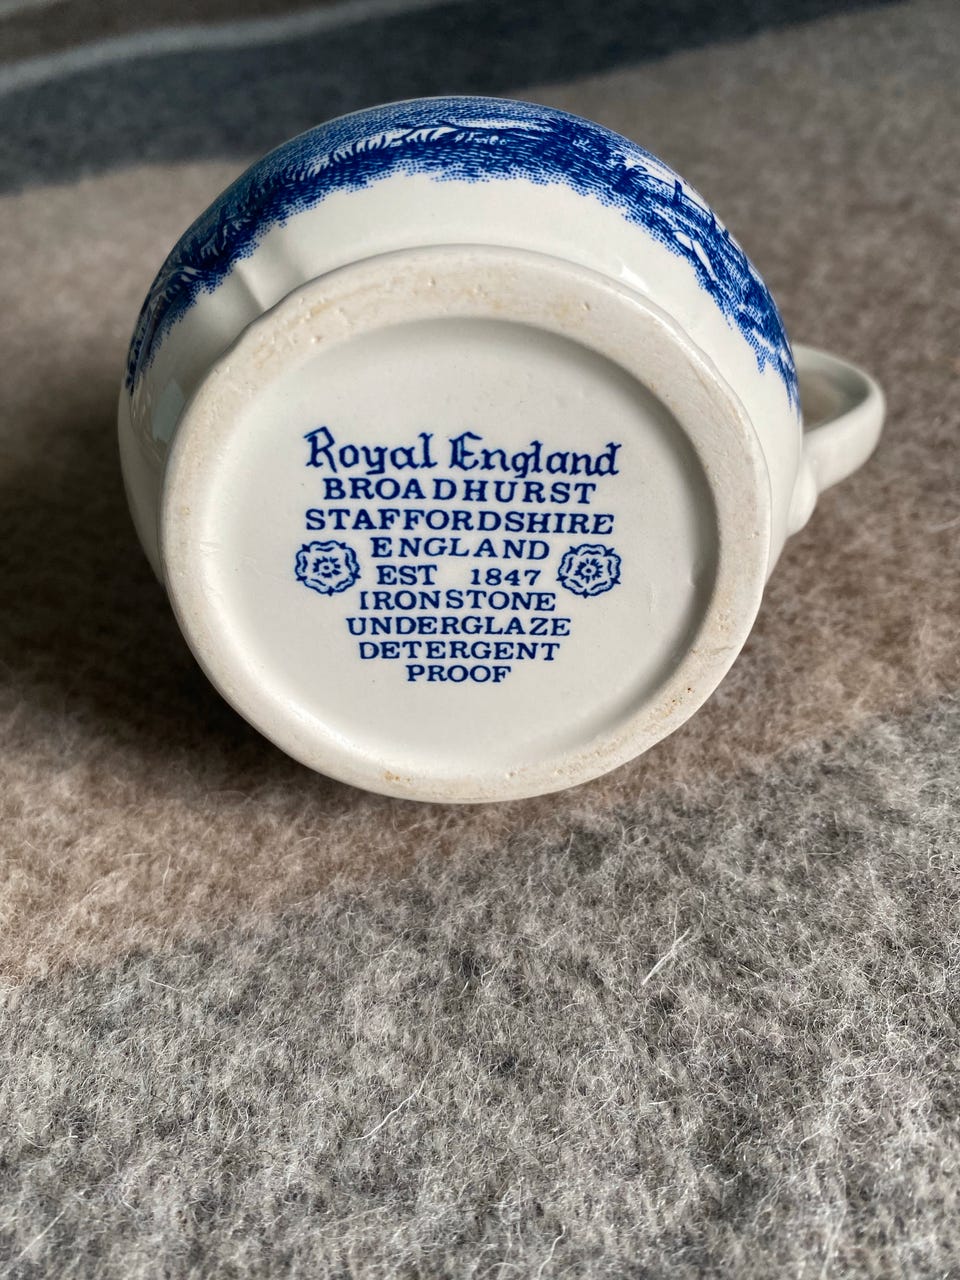 Royal England
BROADHURST
STAFFORDSHIRE
ENGLAND
EST 1847
IRONSTONE
UNDERGLAZE
DETERGENT
PROOF